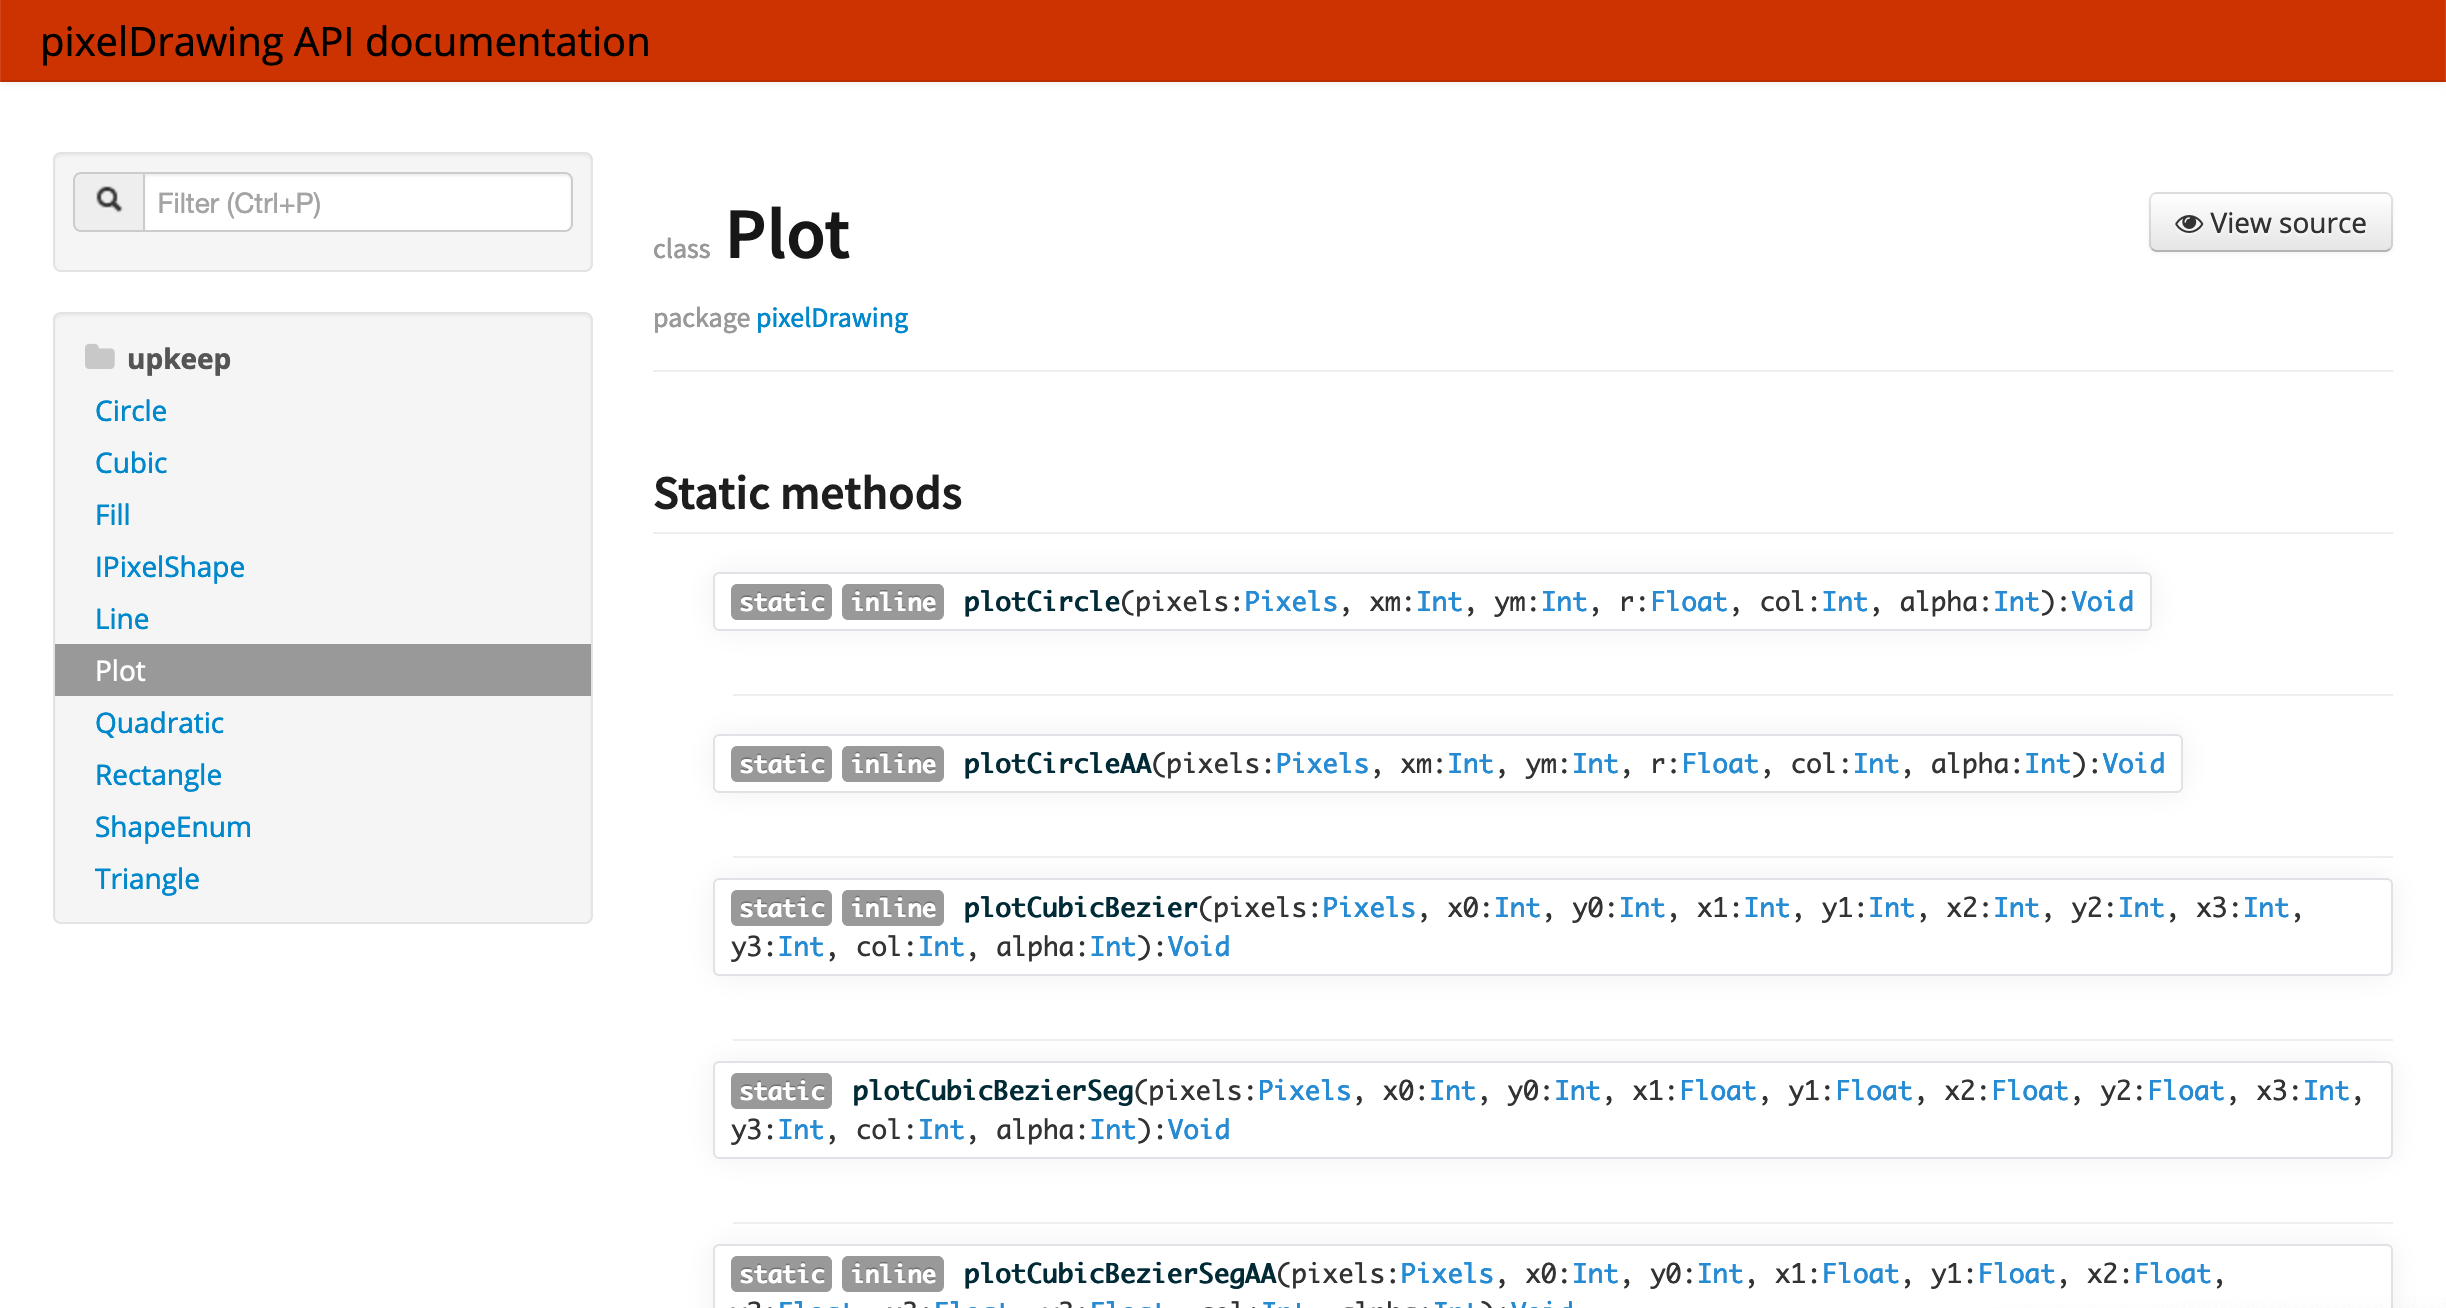 pixelDrawing API documentation
Filter (Ctrl+P)
upkeep
Circle
Cubic
Fill
IPixelShape
Line
Plot
Quadratic
Rectangle
ShapeEnum
Triangle
class Plot
View source
package pixelDrawing
Static methods
static inline plotCircle(pixels:Pixels, xm:Int, ym:Int, r:Float, col:Int, alpha:Int):Void
static inline plotCircleAA(pixels:Pixels, xm:Int, ym:Int, r:Float, col:Int, alpha:Int):Void
static inline plotCubicBezier(pixels:Pixels, x0:Int, y0:Int, x1:Int, y1:Int, x2:Int, y2:Int, x3:Int,
y3:Int, col:Int, alpha:Int):Void
static plotCubicBezierSeg(pixels:Pixels, x0:Int, y0:Int, x1:Float, y1:Float, x2:Float, y2:Float, x3:Int,
y3:Int, col:Int, alpha:Int):Void
static inline plotCubicBezierSegAA(pixels:Pixels, x0:Int, y0:Int, x1:Float, y1:Float, x2:Float,